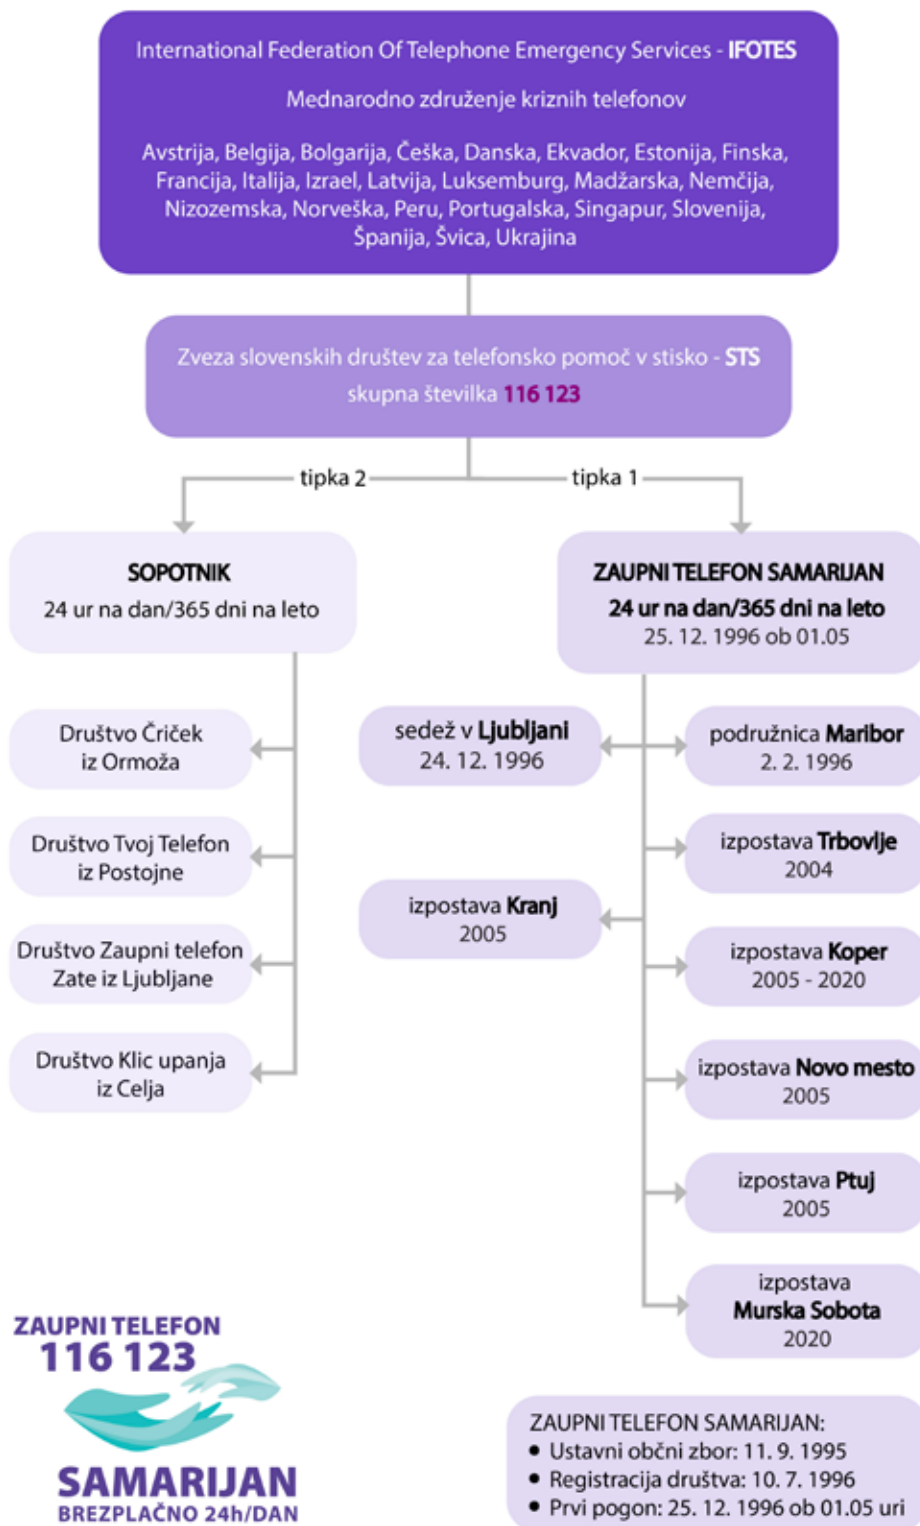 International Federation Of Telephone Emergency Services - IFOTES
Mednarodno združenje kriznih telefonov
Avstrija, Belgija, Bolgarija, Češka, Danska, Ekvador, Estonija, Finska,
Francija, Italija, Izrael, Latvija, Luksemburg, Madžarska, Nemčija,
Nizozemska, Norveška, Peru, Portugalska, Singapur, Slovenija,
Španija, Švica, Ukrajina
Zveza slovenskih društev za telefonsko pomoč v stisko - STS
skupna številka 116 123
tipka 2
tipka 1
SOPOTNIK
24 ur na dan/365 dni na leto
Društvo Čriček
iz Ormoža
Društvo Tvoj Telefon
iz Postojne
Društvo Zaupni telefon
Zate iz Ljubljane
Društvo Klic upanja
iz Celja
ZAUPNI TELEFON SAMARIJAN
24 ur na dan/365 dni na leto
25. 12. 1996 ob 01.05
sedež v Ljubljani
24. 12. 1996
podružnica Maribor
2. 2. 1996
izpostava Trbovlje
2004
izpostava Kranj
2005
izpostava Koper
2005 - 2020
izpostava Novo mesto
2005
izpostava Ptuj
2005
izpostava
Murska Sobota
2020
ZAUPNI TELEFON
116 123
SAMARIJAN
BREZPLAČNO 24h/DAN
ZAUPNI TELEFON SAMARIJAN:
• Ustavni občni zbor: 11. 9. 1995
• Registracija društva: 10. 7. 1996
• Prvi pogon: 25. 12. 1996 ob 01.05 uri